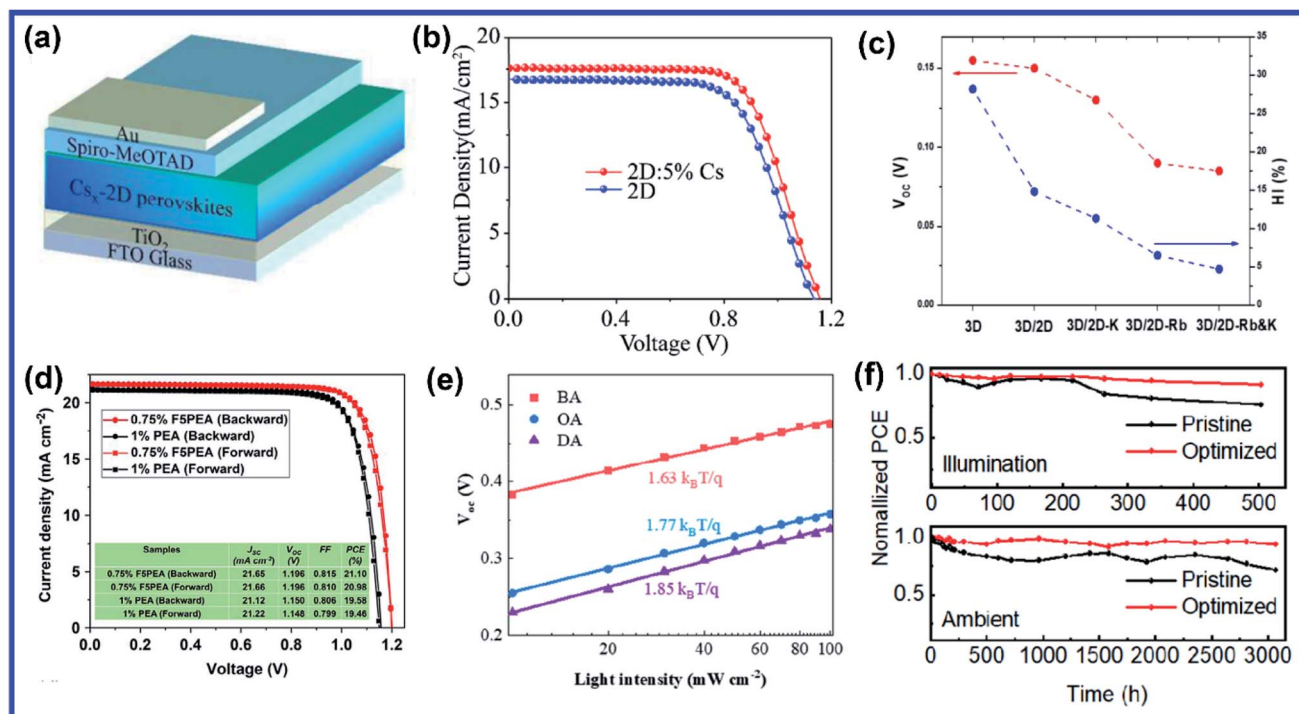 (a)
Au
Spiro-MeOTAD
Csx-2D perovskites
TiO2
FTO Glass
(b)
20
15
10
5
0
Current Density(mA/cm2)
2D:5% Cs
2D
0.0 0.4 0.8 1.2
Voltage (V)
(c)
0.15
0.10
0.05
0.00
VOC (V)
35
30
25
20
15
10
5
0
HI (%)
3D 3D/2D 3D/2D-K 3D/2D-Rb 3D/2D-Rb&K
(d)
20
15
10
5
0
Current density (mA cm−2)
0.75% F5PEA (Backward)
1% PEA (Backward)
0.75% F5PEA (Forward)
1% PEA (Forward)
Samples JSC (mA cm-2) VOC (V) FF PCE (%)
0.75% F5PEA (Backward) 21.65 1.196 0.815 21.10
0.75% F5PEA (Forward) 21.66 1.196 0.810 20.98
1% PEA (Backward) 21.12 1.150 0.806 19.58
1% PEA (Forward) 21.22 1.148 0.799 19.46
0.0 0.2 0.4 0.6 0.8 1.0 1.2
Voltage (V)
(e)
0.5
0.4
0.3
0.2
Voc (V)
BA
OA
DA
1.63 kBT/q
1.77 kBT/q
1.85 kBT/q
20 40 60 80 100
Light intensity (mW cm−2)
(f)
Normallized PCE
1.0
0.5
Pristine
Optimized
Illumination
0 100 200 300 400 500
1.0
0.5
Pristine
Optimized
Ambient
0 500 1000 1500 2000 2500 3000
Time (h)